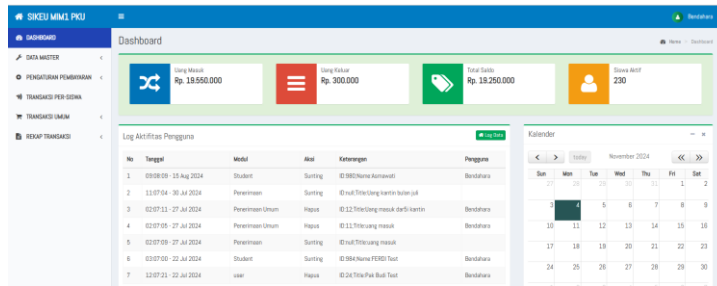 SIKEU MIM1 PKU
Bendahara
DASHBOARD
DATA MASTER
PENGATURAN PEMBAYARAN
TRANSAKSI PER-SISWA
TRANSAKSI UMUM
REKAP TRANSAKSI
Dashboard
Home > Dashboard
Uang Masuk
Rp. 19.550.000
Uang Keluar
Rp. 300.000
Total Saldo
Rp. 19.250.000
Siswa Aktif
230
Log Aktifitas Pengguna
Log Data
No Tanggal Modul Aksi Keterangan Pengguna
1 09:08:09 - 15 Aug 2024 Student Sunting ID:980;Name:Asmawati Bendahara
2 11:07:04 - 30 Jul 2024 Penerimaan Sunting ID:null;Title:Uang kantin bulan juli
3 02:07:11 - 27 Jul 2024 Penerimaan Umum Hapus ID:12;Title:Uang masuk dari kantin Bendahara
4 02:07:05 - 27 Jul 2024 Penerimaan Umum Hapus ID:11;Title:uang masuk Bendahara
5 02:07:09 - 27 Jul 2024 Penerimaan Sunting ID:null;Title:uang masuk Bendahara
6 03:07:00 - 22 Jul 2024 Student Sunting ID:984;Name:FERDI Test Bendahara
7 12:07:21 - 22 Jul 2024 user Hapus ID:24;Title:Pak Budi Test Bendahara
Kalender
today November 2024
Sun Mon Tue Wed Thu Fri Sat
27 28 29 30 31 1 2
3 4 5 6 7 8 9
10 11 12 13 14 15 16
17 18 19 20 21 22 23
24 25 26 27 28 29 30